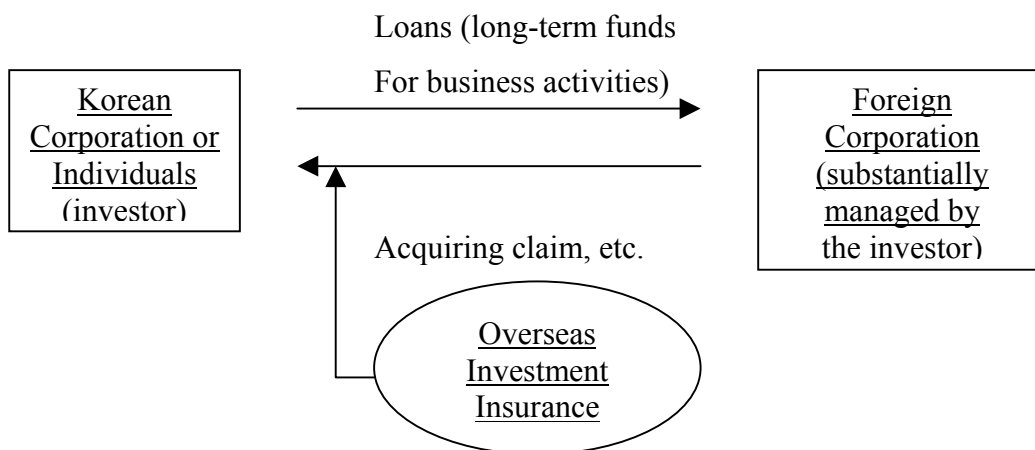 Loans (long-term funds
For business activities)
Korean
Corporation or
Individuals
(investor)
Foreign
Corporation
(substantially
managed by
the investor)
Acquiring claim, etc.
Overseas
Investment
Insurance